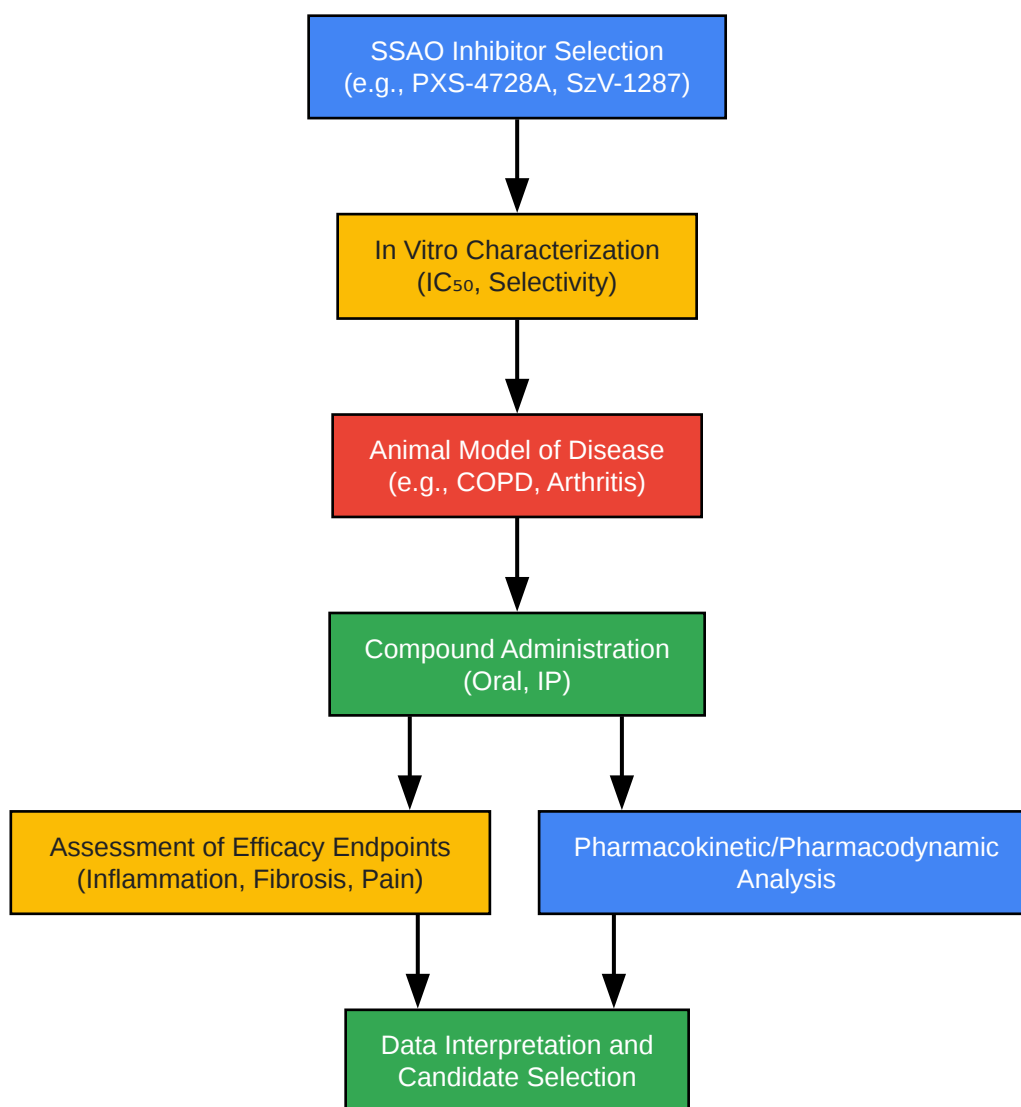 SSAO Inhibitor Selection
(e.g., PXS-4728A, SzV-1287)
In Vitro Characterization
(IC₅₀, Selectivity)
Animal Model of Disease
(e.g., COPD, Arthritis)
Compound Administration
(Oral, IP)
Assessment of Efficacy Endpoints
(Inflammation, Fibrosis, Pain)
Pharmacokinetic/Pharmacodynamic
Analysis
Data Interpretation and
Candidate Selection